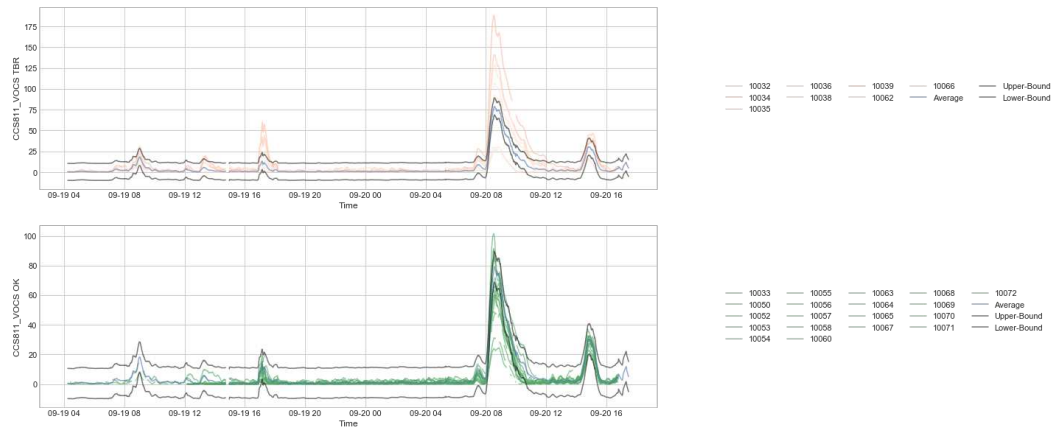 175
150
125
100
75
50
25
0
CCS811_VOCS TBR
09-19 04 09-19 08 09-19 12 09-19 16 09-20 00 09-20 00 09-20 04 09-20 08 09-20 12 09-20 16
Time
10032 10036 10039 10066 Upper-Bound
10034 10038 10062 Average Lower-Bound
10035
100
80
60
40
20
0
CCS811_VOCS OK
09-19 04 09-19 08 09-19 12 09-19 16 09-20 00 09-20 00 09-20 04 09-20 08 09-20 12 09-20 16
Time
10033 10055 10063 10068 10072
10050 10056 10064 10069 Average
10052 10057 10065 10070 Upper-Bound
10053 10058 10067 10071 Lower-Bound
10054 10060